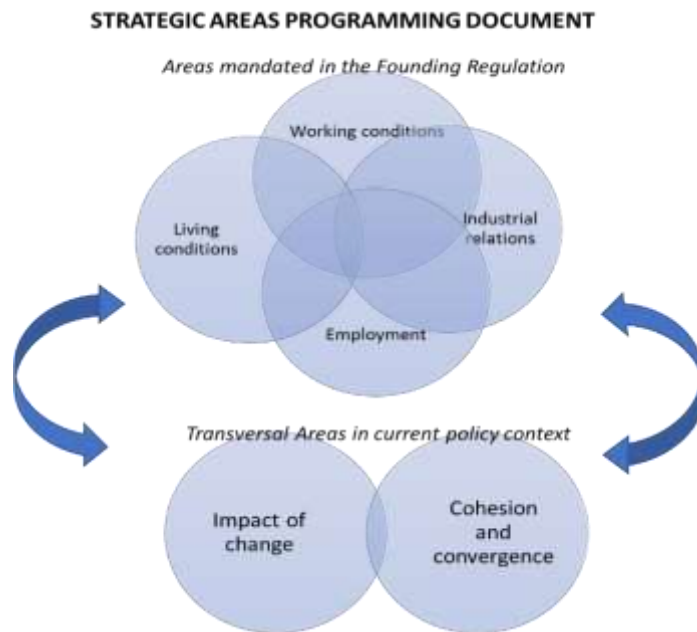 STRATEGIC AREAS PROGRAMMING DOCUMENT
Areas mandated in the Founding Regulation
Working conditions
Living
conditions
Industrial
relations
Employment
Transversal Areas in current policy context
Impact of
change
Cohesion
and
convergence